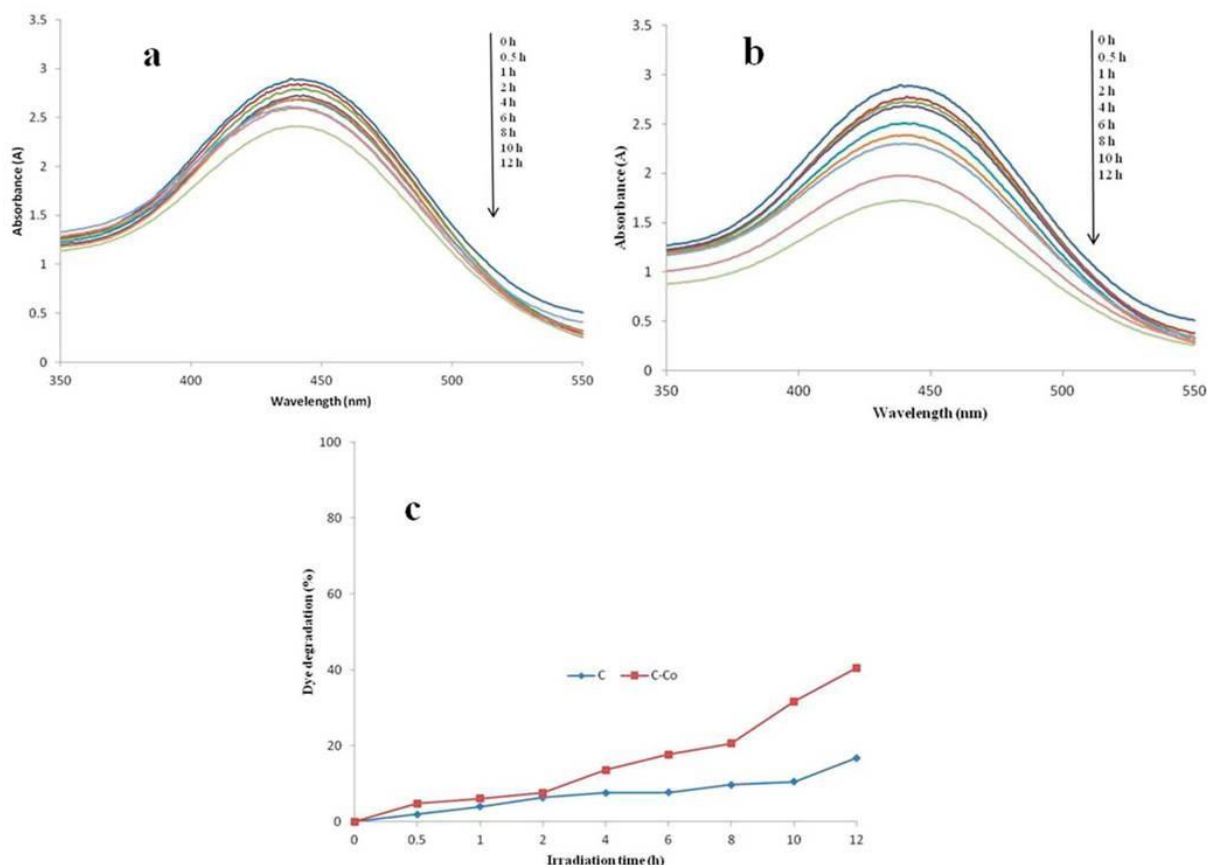 a
3.5
3
2.5
2
1.5
1
0.5
0
Absorbance (A)
350
400
450
500
550
Wavelength (nm)
0 h
0.5 h
1 h
2 h
4 h
6 h
8 h
10 h
12 h
b
3.5
3
2.5
2
1.5
1
0.5
0
Absorbance (A)
350
400
450
500
550
Wavelength (nm)
0 h
0.5 h
1 h
2 h
4 h
6 h
8 h
10 h
12 h
c
100
80
60
40
20
0
Dye degradation (%)
C
C-Co
0
0.5
1
2
4
6
8
10
12
Irradiation time (h)